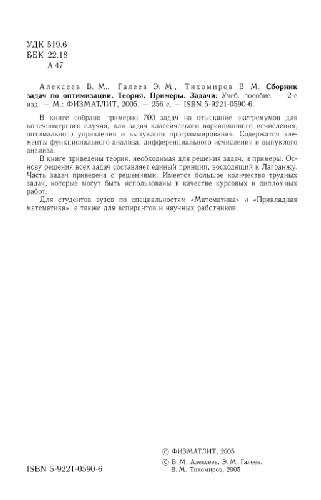 УДК 519.6
ББК 22.18
А 47
Алексеев В. М., Галеев Э. М., Тихомиров В. М. Сборник
задач по оптимизации. Теория. Примеры. Задачи: Учеб. пособие. — 2-е
изд. — М.: ФИЗМАТЛИТ, 2005. — 256 с. — ISBN 5-9221-0590-6.
В книге собрано примерно 700 задач на отыскание экстремумов для
конечномерного случая, для задач классического вариационного исчисления,
оптимального управления и выпуклого программирования. Содержатся эле-
менты функционального анализа, дифференциального исчисления и выпуклого
анализа.
В книге приведены теория, необходимая для решения задач, и примеры. Ос-
нову решения всех задач составляет единый принцип, восходящий к Лагранжу.
Часть задач приведена с решениями. Имеется большое количество трудных
задач, которые могут быть использованы в качестве курсовых и дипломных
работ.
Для студентов вузов по специальностям «Математика» и «Прикладная
математика», а также для аспирантов и научных работников.
© ФИЗМАТЛИТ, 2005
© В. М. Алексеев, Э. М. Галеев,
В. М. Тихомиров, 2005
ISBN 5-9221-0590-6